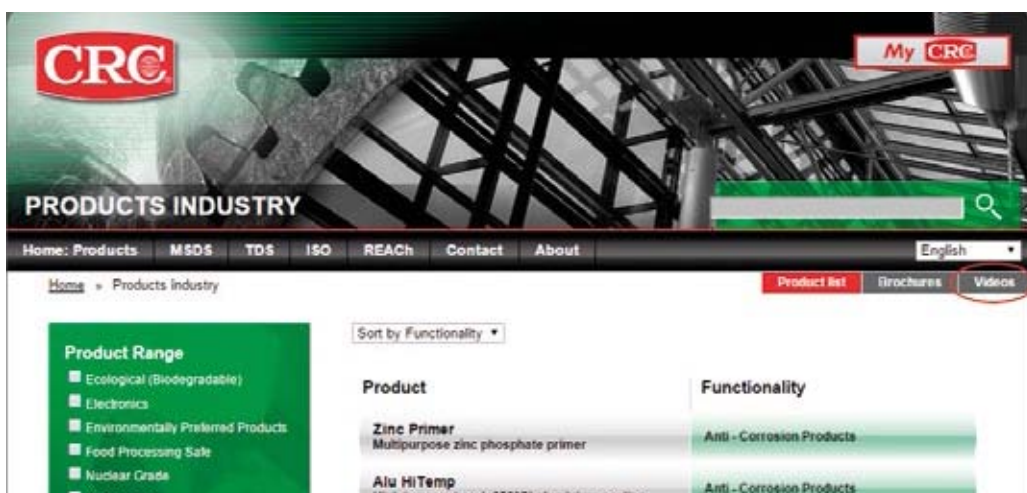 CRC
My CRC
PRODUCTS INDUSTRY
Home: Products MSDS TDS ISO REACh Contact About English
Home » Products Industry
Product list Brochures Videos
Sort by Functionality
Product Range
Ecological (Biodegradable)
Electronics
Environmentally Preferred Products
Food Processing Safe
Nuclear Grade
Product Functionality
Zinc Primer
Multipurpose zinc phosphate primer
Anti - Corrosion Products
Alu HiTemp
Anti - Corrosion Products